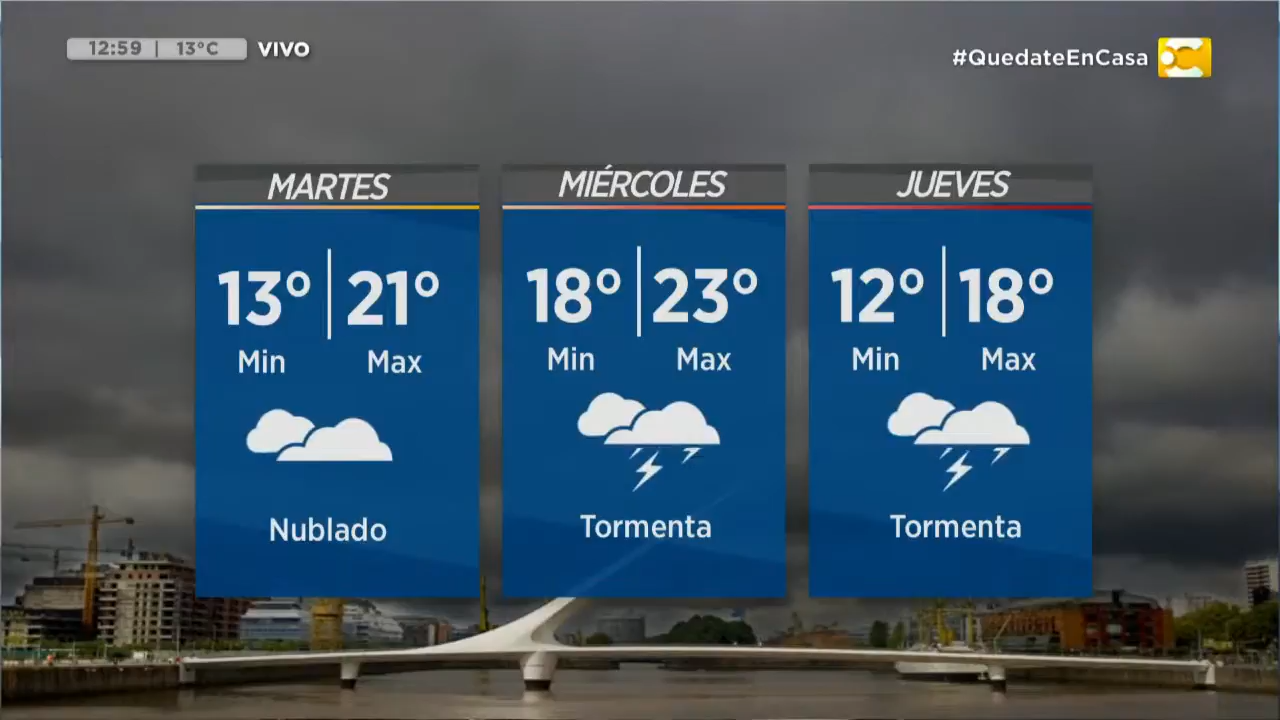 12:59 | 13°C VIVO
#QuedateEnCasa
MARTES
13° 21°
Min Max
Nublado
MIÉRCOLES
18° 23°
Min Max
Tormenta
JUEVES
12° 18°
Min Max
Tormenta